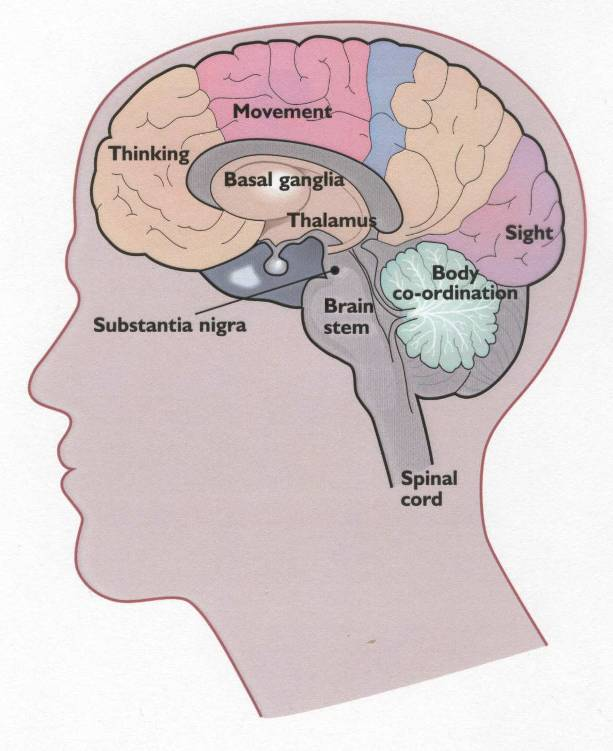 Movement
Thinking
Basal ganglia
Thalamus
Sight
Body
co-ordination
Substantia nigra
Brain
stem
Spinal
cord